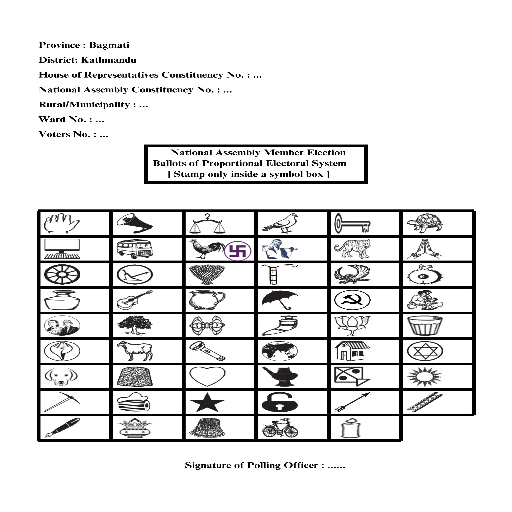 Province : Bagmati
District: Kathmandu
House of Representatives Constituency No. : ...
National Assembly Constituency No. : ...
Rural/Municipality : ...
Ward No. : ...
Voters No. : ...
National Assembly Member Election
Ballots of Proportional Electoral System
[ Stamp only inside a symbol box ]
Signature of Polling Officer : ......